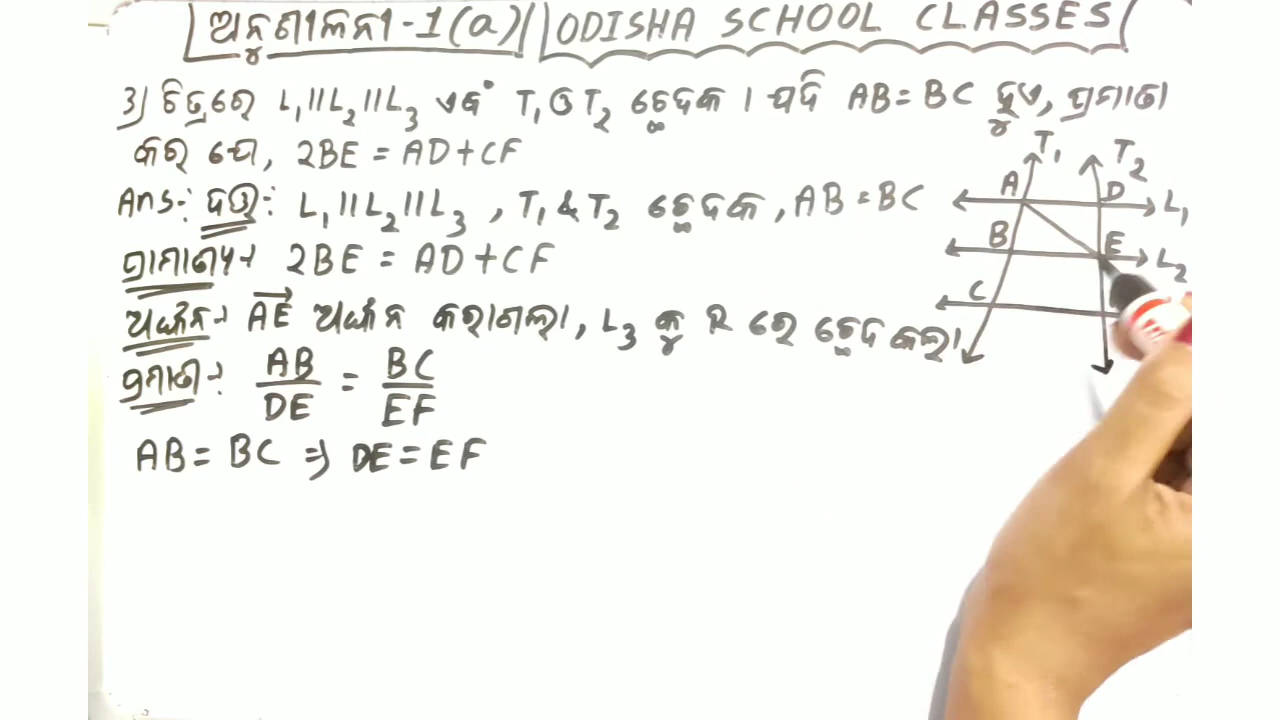 ଅନୁଶୀଳନୀ-1(a) ODISHA SCHOOL CLASSES
3) ଚିତ୍ରରେ L₁||L₂||L₃ ଏବଂ T₁ ଓ T₂ ଛେଦକ । ଯଦି AB = BC ହୁଏ, ପ୍ରମାଣ
କର ଯେ, 2BE = AD+CF
Ans:- ଦତ୍ତ: L₁||L₂||L₃ , T₁ & T₂ ଛେଦକ, AB = BC
ପ୍ରାମାଣ୍ୟ:- 2BE = AD+CF
ଅଙ୍କନ:- AE ଅଙ୍କନ କରାଗଲା, L₃ କୁ R ରେ ଛେଦ କଲା
ପ୍ରମାଣ:- AB/DE = BC/EF
AB = BC ⇒ DE = EF
T₁ T₂
A D L₁
B E L₂
C